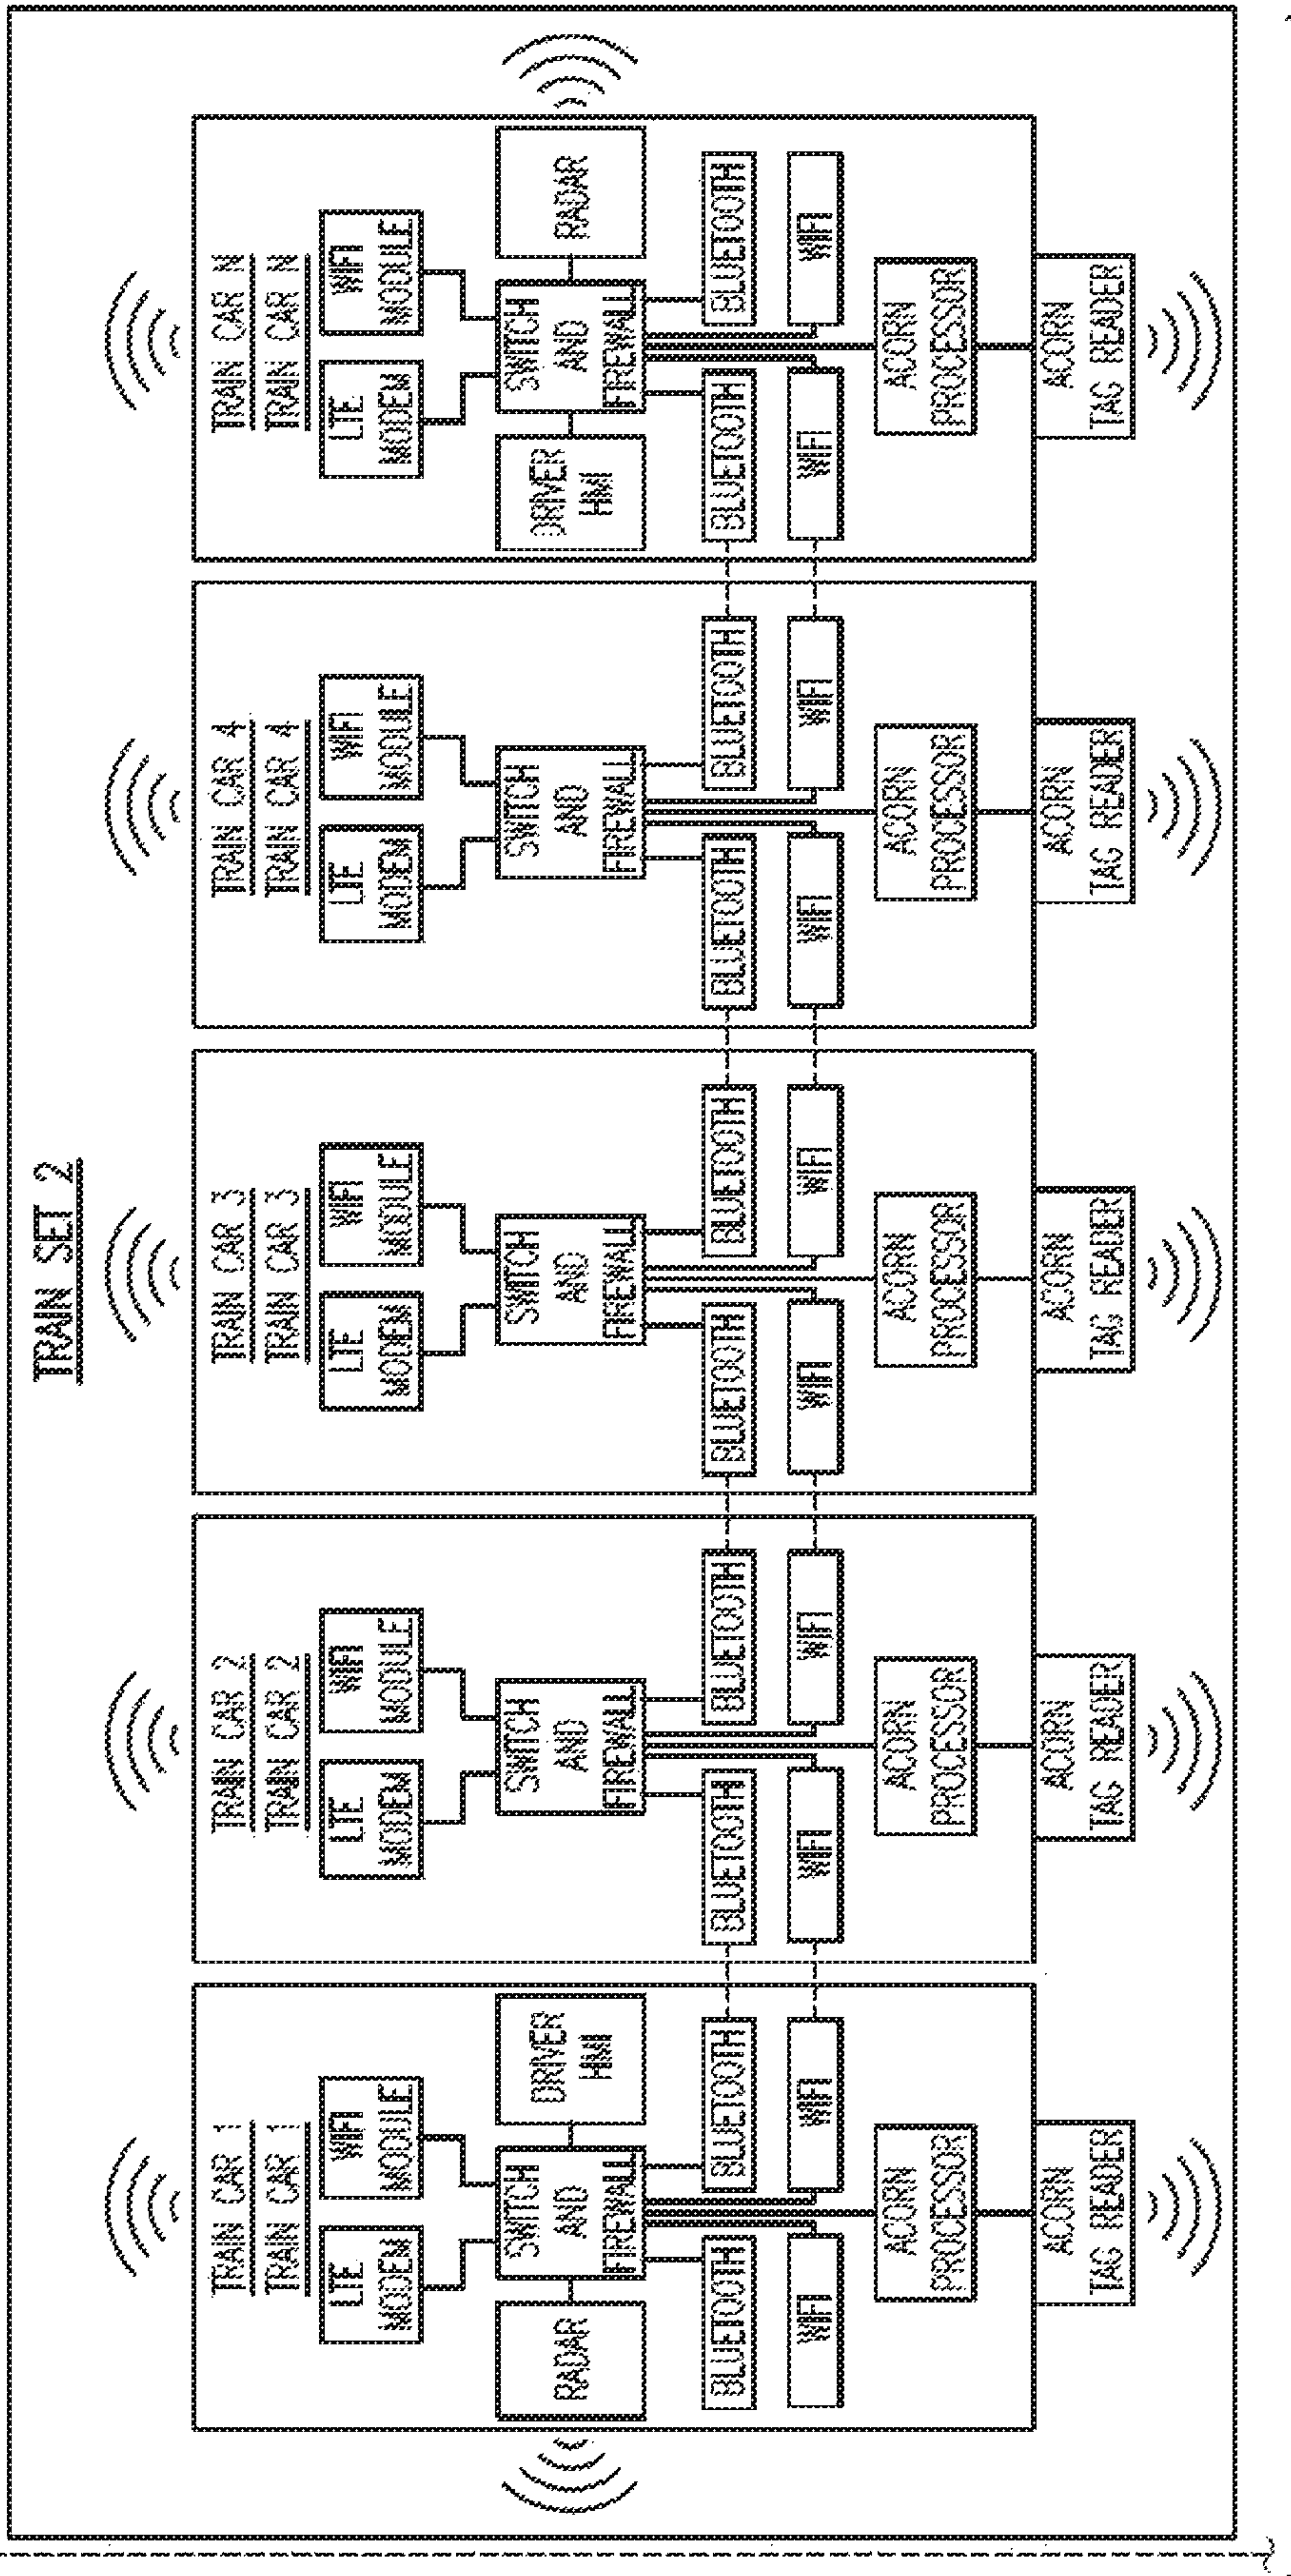 TRAIN SET 2
TRAIN CAR 1
TRAIN CAR 1
LTE
MODEM
WIFI
MODULE
RADAR
SWITCH
AND
FIREWALL
DRIVER
HMI
BLUETOOTH
BLUETOOTH
WIFI
WIFI
ACORN
PROCESSOR
ACORN
TAG READER
TRAIN CAR 2
TRAIN CAR 2
LTE
MODEM
WIFI
MODULE
SWITCH
AND
FIREWALL
BLUETOOTH
BLUETOOTH
WIFI
WIFI
ACORN
PROCESSOR
ACORN
TAG READER
TRAIN CAR 3
TRAIN CAR 3
LTE
MODEM
WIFI
MODULE
SWITCH
AND
FIREWALL
BLUETOOTH
BLUETOOTH
WIFI
WIFI
ACORN
PROCESSOR
ACORN
TAG READER
TRAIN CAR 4
TRAIN CAR 4
LTE
MODEM
WIFI
MODULE
SWITCH
AND
FIREWALL
BLUETOOTH
BLUETOOTH
WIFI
WIFI
ACORN
PROCESSOR
ACORN
TAG READER
TRAIN CAR N
TRAIN CAR N
LTE
MODEM
WIFI
MODULE
DRIVER
HMI
SWITCH
AND
FIREWALL
RADAR
BLUETOOTH
BLUETOOTH
WIFI
WIFI
ACORN
PROCESSOR
ACORN
TAG READER